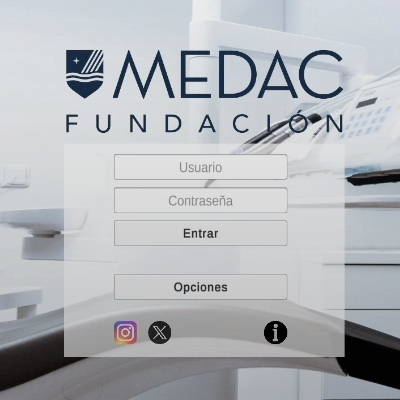 MEDAC
FUNDACIÓN
Usuario
Contraseña
Entrar
Opciones